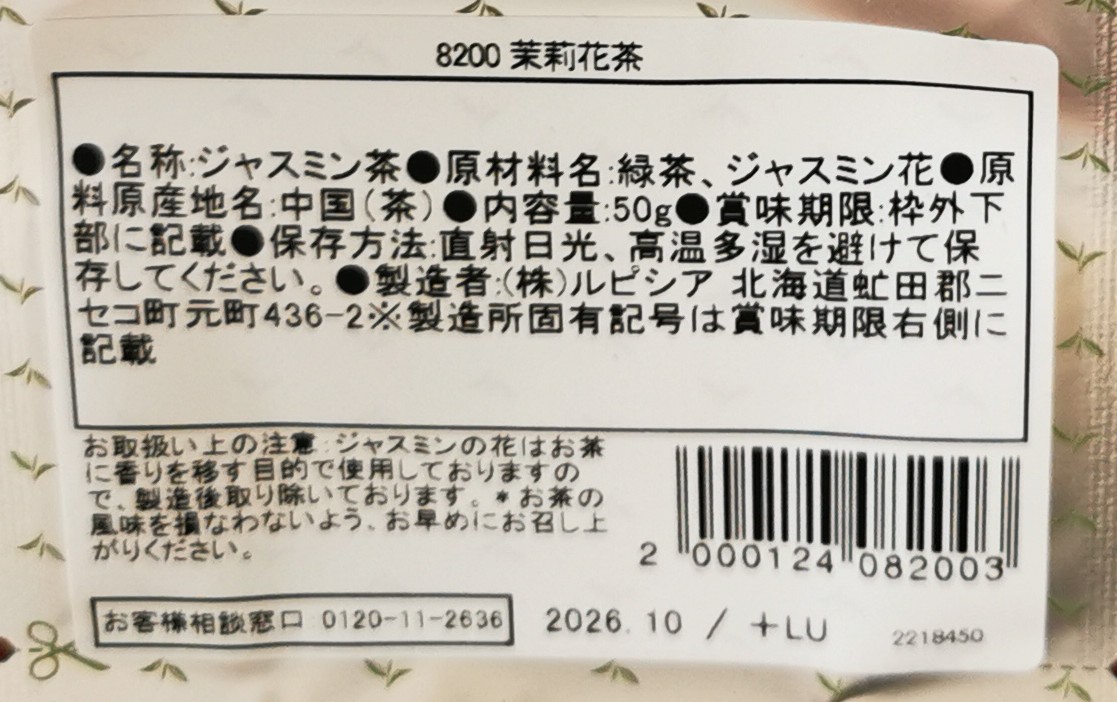 8200 茉莉花茶
●名称:ジャスミン茶●原材料名:緑茶、ジャスミン花●原
料原産地名:中国(茶)●内容量:50g●賞味期限:枠外下
部に記載●保存方法:直射日光、高温多湿を避けて保
存してください。●製造者:(株)ルピシア 北海道虻田郡ニ
セコ町元町436-2※製造所固有記号は賞味期限右側に
記載
お取扱い上の注意:ジャスミンの花はお茶
に香りを移す目的で使用しておりますの
で、製造後取り除いております。*お茶の
風味を損なわないよう、お早めにお召し上
がりください。
2 000124 082003
お客様相談窓口 0120-11-2636
2026.10 / +LU
2218450